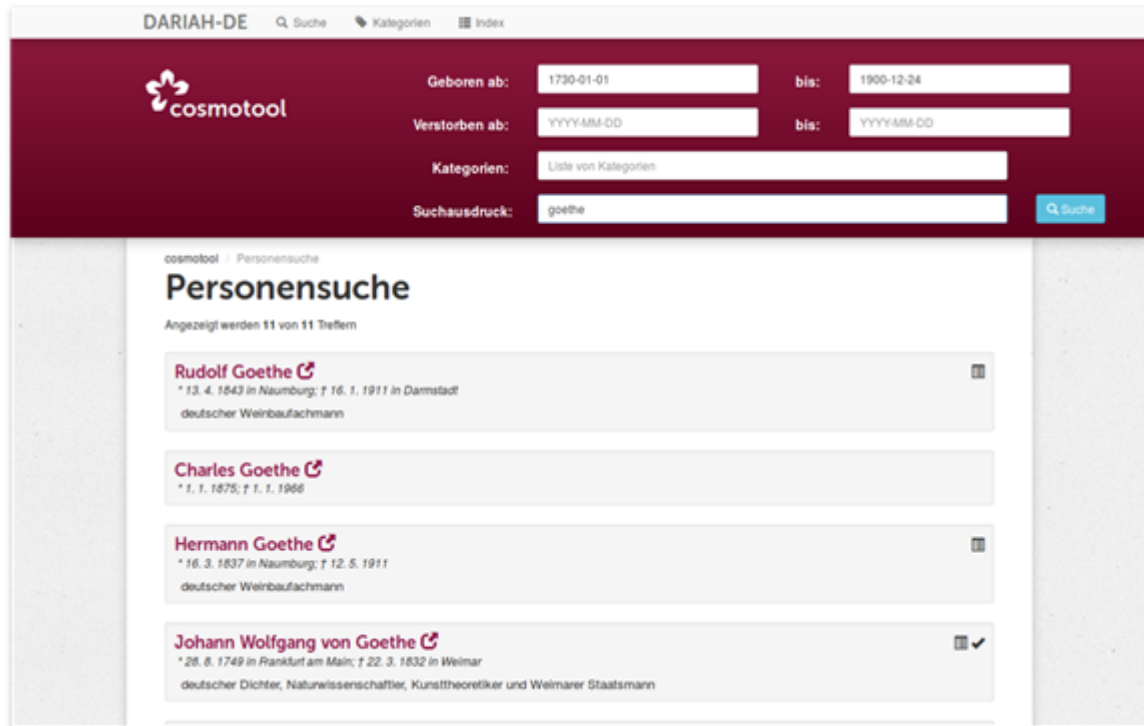 DARIAH-DE Suche Kategorien Index
cosmotool
Geboren ab: 1730-01-01 bis: 1900-12-24
Verstorben ab: YYYY-MM-DD bis: YYYY-MM-DD
Kategorien: Liste von Kategorien
Suchausdruck: goethe Suche
cosmotool / Personensuche
Personensuche
Angezeigt werden 11 von 11 Treffern
Rudolf Goethe
* 13. 4. 1843 in Naumburg; † 16. 1. 1911 in Darmstadt
deutscher Weinbaufachmann
Charles Goethe
* 1. 1. 1875; † 1. 1. 1966
Hermann Goethe
* 16. 3. 1837 in Naumburg; † 12. 5. 1911
deutscher Weinbaufachmann
Johann Wolfgang von Goethe
* 28. 8. 1749 in Frankfurt am Main; † 22. 3. 1832 in Weimar
deutscher Dichter, Naturwissenschaftler, Kunsttheoretiker und Weimarer Staatsmann